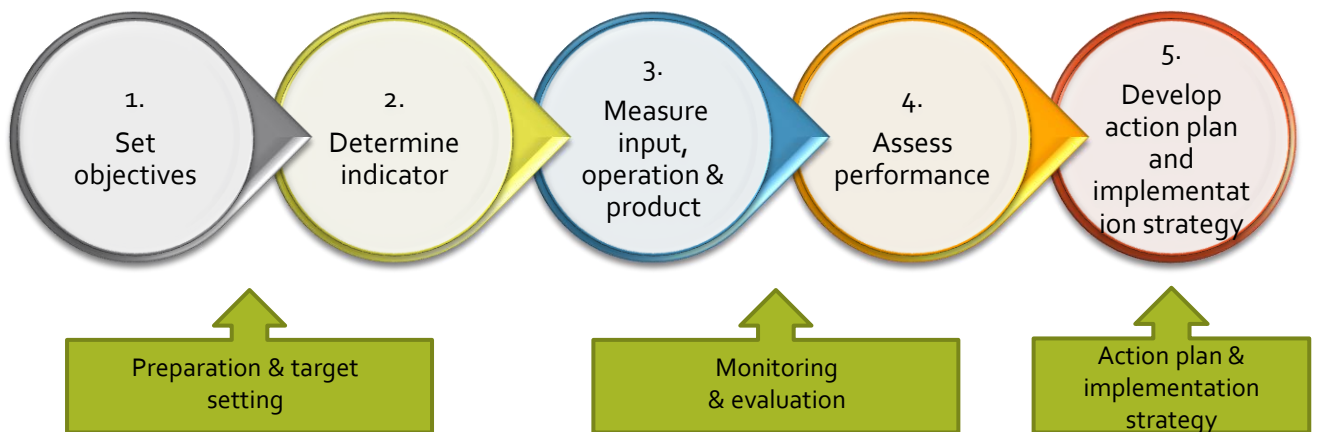 1.
Set
objectives
2.
Determine
indicator
3.
Measure
input,
operation &
product
4.
Assess
performance
5.
Develop
action plan
and
implementat
ion strategy
Preparation & target
setting
Monitoring
& evaluation
Action plan &
implementation
strategy